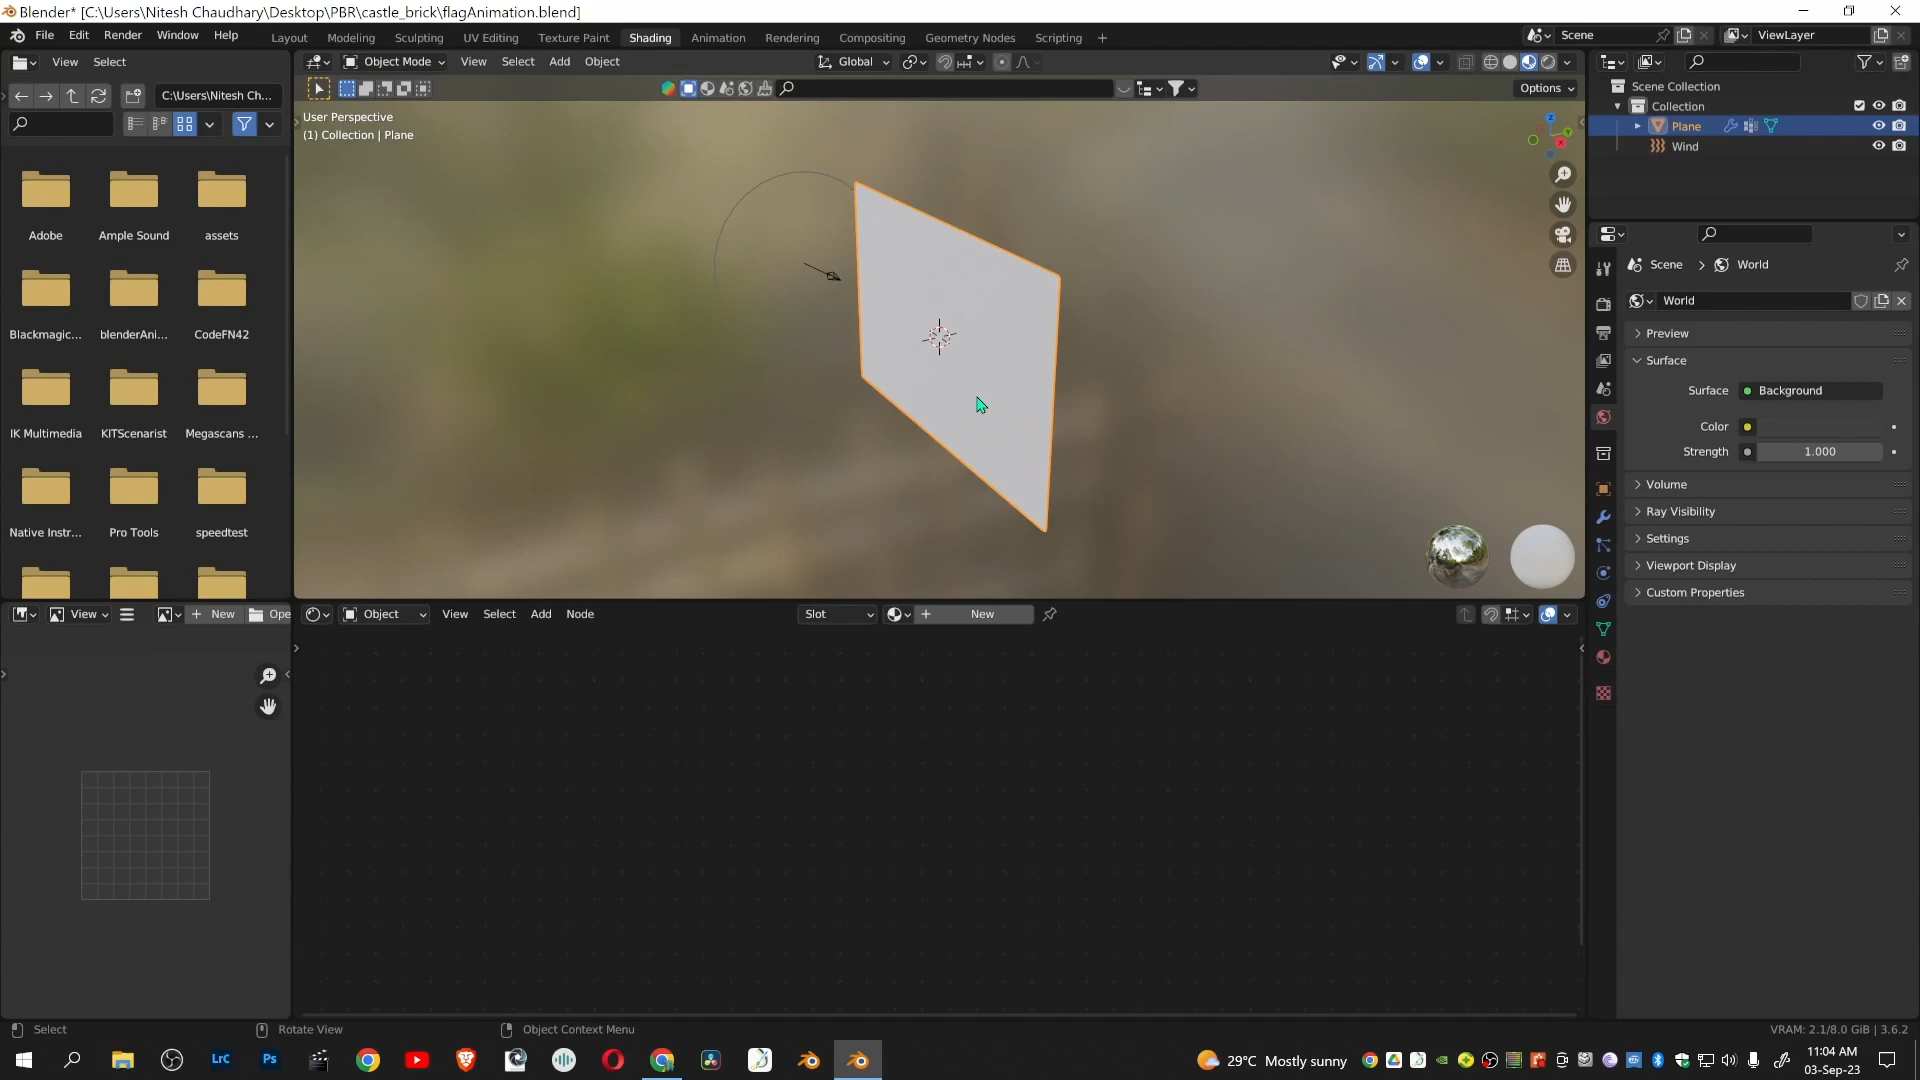 Blender* [C:\Users\Nitesh Chaudhary\Desktop\PBR\castle_brick\flagAnimation.blend]
File Edit Render Window Help
Layout Modeling Sculpting UV Editing Texture Paint Shading Animation Rendering Compositing Geometry Nodes Scripting +
Scene
ViewLayer
View Select
Object Mode View Select Add Object
Global
C:\Users\Nitesh Ch...
Options
User Perspective
(1) Collection | Plane
Adobe Ample Sound assets
Blackmagic... blenderAni... CodeFN42
IK Multimedia KITScenarist Megascans ...
Native Instr... Pro Tools speedtest
Z
Y
X
Scene Collection
Collection
Plane
Wind
Scene > World
World
Preview
Surface
Surface Background
Color
Strength 1.000
Volume
Ray Visibility
Settings
Viewport Display
Custom Properties
View + New Ope
Object View Select Add Node
Slot + New
Select Rotate View Object Context Menu
VRAM: 2.1/8.0 GiB | 3.6.2
LrC Ps
29°C Mostly sunny
11:04 AM
03-Sep-23